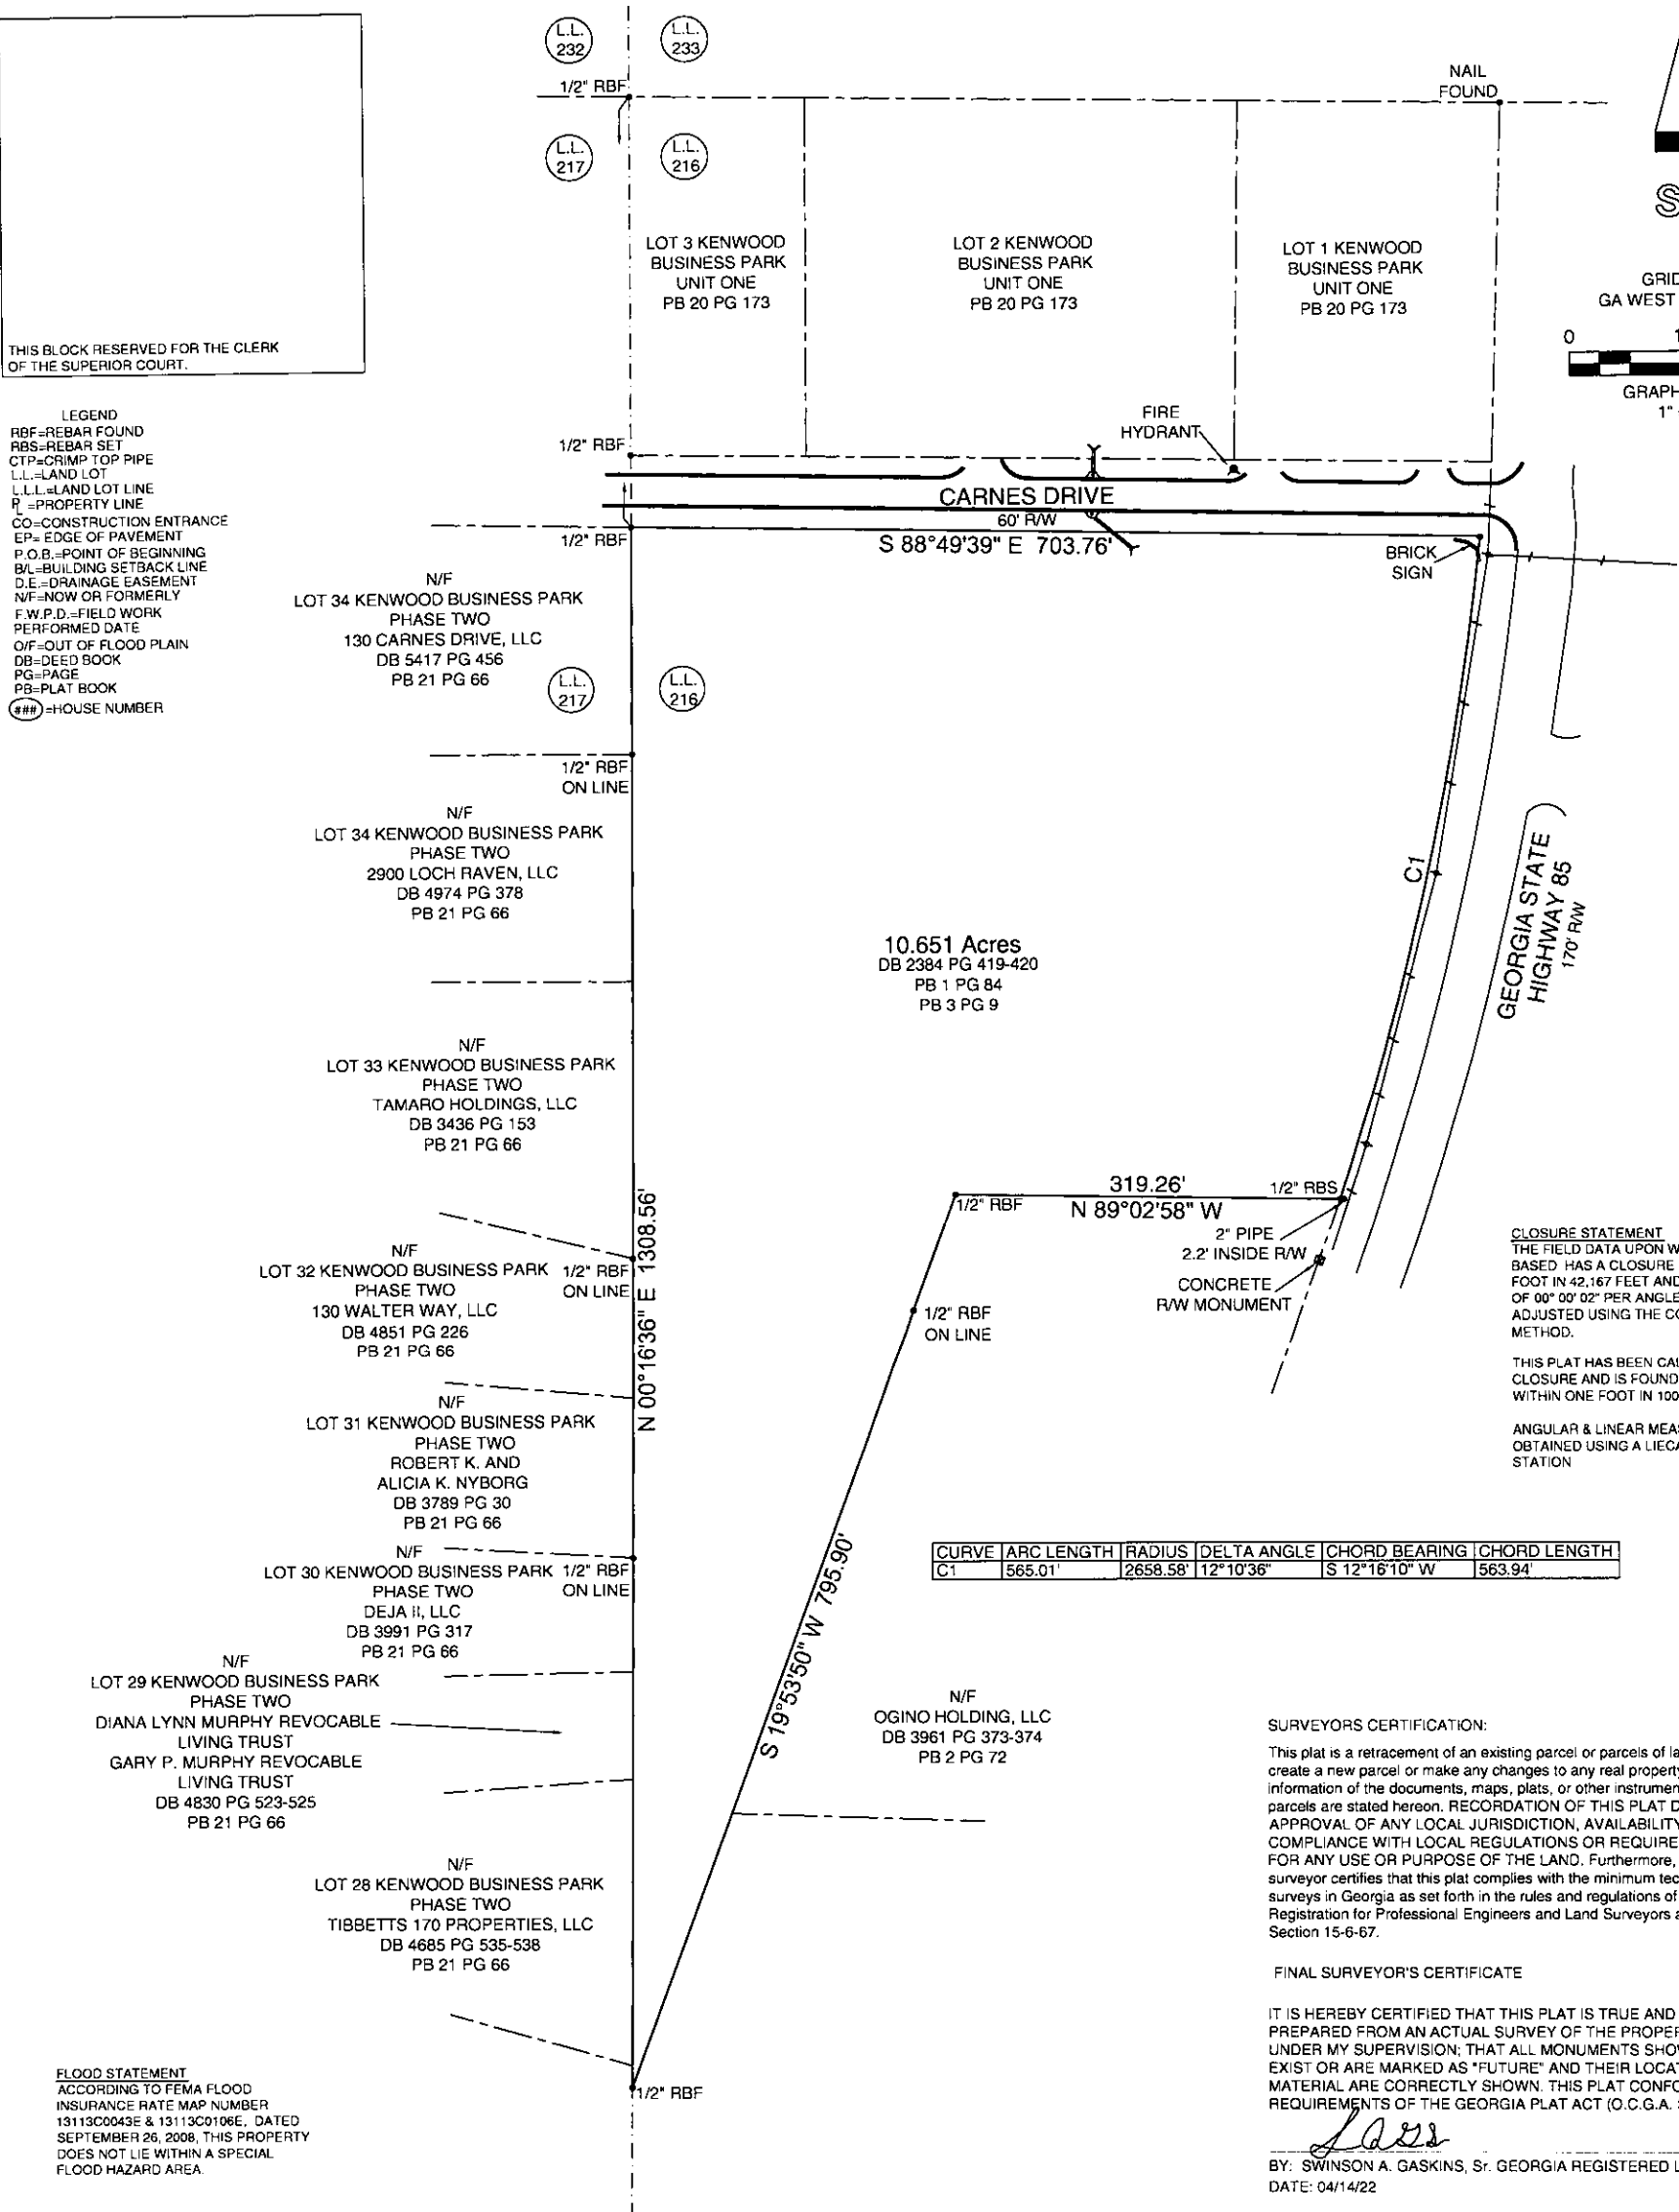 L.L.
232
L.L.
233
1/2" RBF
NAIL
FOUND
L.L.
217
L.L.
216
LOT 3 KENWOOD
BUSINESS PARK
UNIT ONE
PB 20 PG 173
LOT 2 KENWOOD
BUSINESS PARK
UNIT ONE
PB 20 PG 173
LOT 1 KENWOOD
BUSINESS PARK
UNIT ONE
PB 20 PG 173
S
GRID
GA WEST
0
1
GRAPH
1"
THIS BLOCK RESERVED FOR THE CLERK
OF THE SUPERIOR COURT.
LEGEND
RBF=REBAR FOUND
RBS=REBAR SET
CTP=CRIMP TOP PIPE
L.L.=LAND LOT
L.L.L.=LAND LOT LINE
PL =PROPERTY LINE
CO=CONSTRUCTION ENTRANCE
EP= EDGE OF PAVEMENT
P.O.B.=POINT OF BEGINNING
B/L=BUILDING SETBACK LINE
D.E.=DRAINAGE EASEMENT
N/F=NOW OR FORMERLY
F.W.P.D.=FIELD WORK
PERFORMED DATE
O/F=OUT OF FLOOD PLAIN
DB=DEED BOOK
PG=PAGE
PB=PLAT BOOK
### =HOUSE NUMBER
1/2" RBF
FIRE
HYDRANT
CARNES DRIVE
60' R/W
S 88°49'39" E 703.76'
1/2" RBF
BRICK
SIGN
N/F
LOT 34 KENWOOD BUSINESS PARK
PHASE TWO
130 CARNES DRIVE, LLC
DB 5417 PG 456
PB 21 PG 66
L.L.
217
L.L.
216
1/2" RBF
ON LINE
N/F
LOT 34 KENWOOD BUSINESS PARK
PHASE TWO
2900 LOCH RAVEN, LLC
DB 4974 PG 378
PB 21 PG 66
C1
GEORGIA STATE
HIGHWAY 85
170' R/W
10.651 Acres
DB 2384 PG 419-420
PB 1 PG 84
PB 3 PG 9
N/F
LOT 33 KENWOOD BUSINESS PARK
PHASE TWO
TAMARO HOLDINGS, LLC
DB 3436 PG 153
PB 21 PG 66
N 00°16'36" E 1308.56'
319.26'
N 89°02'58" W
1/2" RBF
1/2" RBS
2" PIPE
2.2' INSIDE R/W
CONCRETE
R/W MONUMENT
1/2" RBF
ON LINE
N/F
LOT 32 KENWOOD BUSINESS PARK
PHASE TWO
130 WALTER WAY, LLC
DB 4851 PG 226
PB 21 PG 66
1/2" RBF
ON LINE
CLOSURE STATEMENT
THE FIELD DATA UPON W
BASED HAS A CLOSURE
FOOT IN 42,167 FEET AND
OF 00° 00' 02" PER ANGLE
ADJUSTED USING THE CO
METHOD.
THIS PLAT HAS BEEN CAL
CLOSURE AND IS FOUND
WITHIN ONE FOOT IN 100
ANGULAR & LINEAR MEAS
OBTAINED USING A LIECA
STATION
N/F
LOT 31 KENWOOD BUSINESS PARK
PHASE TWO
ROBERT K. AND
ALICIA K. NYBORG
DB 3789 PG 30
PB 21 PG 66
N/F
LOT 30 KENWOOD BUSINESS PARK
PHASE TWO
DEJA II, LLC
DB 3991 PG 317
PB 21 PG 66
1/2" RBF
ON LINE
CURVE ARC LENGTH RADIUS DELTA ANGLE CHORD BEARING CHORD LENGTH
C1 565.01' 2658.58' 12°10'36" S 12°16'10" W 563.94'
S 19°53'50" W 795.90'
N/F
LOT 29 KENWOOD BUSINESS PARK
PHASE TWO
DIANA LYNN MURPHY REVOCABLE
LIVING TRUST
GARY P. MURPHY REVOCABLE
LIVING TRUST
DB 4830 PG 523-525
PB 21 PG 66
N/F
OGINO HOLDING, LLC
DB 3961 PG 373-374
PB 2 PG 72
N/F
LOT 28 KENWOOD BUSINESS PARK
PHASE TWO
TIBBETTS 170 PROPERTIES, LLC
DB 4685 PG 535-538
PB 21 PG 66
1/2" RBF
FLOOD STATEMENT
ACCORDING TO FEMA FLOOD
INSURANCE RATE MAP NUMBER
13113C0043E & 13113C0106E, DATED
SEPTEMBER 26, 2008, THIS PROPERTY
DOES NOT LIE WITHIN A SPECIAL
FLOOD HAZARD AREA.
SURVEYORS CERTIFICATION:
This plat is a retracement of an existing parcel or parcels of la
create a new parcel or make any changes to any real property
information of the documents, maps, plats, or other instrumen
parcels are stated hereon. RECORDATION OF THIS PLAT D
APPROVAL OF ANY LOCAL JURISDICTION, AVAILABILITY
COMPLIANCE WITH LOCAL REGULATIONS OR REQUIRE
FOR ANY USE OR PURPOSE OF THE LAND. Furthermore,
surveyor certifies that this plat complies with the minimum tec
surveys in Georgia as set forth in the rules and regulations of
Registration for Professional Engineers and Land Surveyors a
Section 15-6-67.
FINAL SURVEYOR'S CERTIFICATE
IT IS HEREBY CERTIFIED THAT THIS PLAT IS TRUE AND
PREPARED FROM AN ACTUAL SURVEY OF THE PROPER
UNDER MY SUPERVISION; THAT ALL MONUMENTS SHOW
EXIST OR ARE MARKED AS "FUTURE" AND THEIR LOCAT
MATERIAL ARE CORRECTLY SHOWN. THIS PLAT CONFO
REQUIREMENTS OF THE GEORGIA PLAT ACT (O.C.G.A.
BY: SWINSON A. GASKINS, Sr. GEORGIA REGISTERED L
DATE: 04/14/22